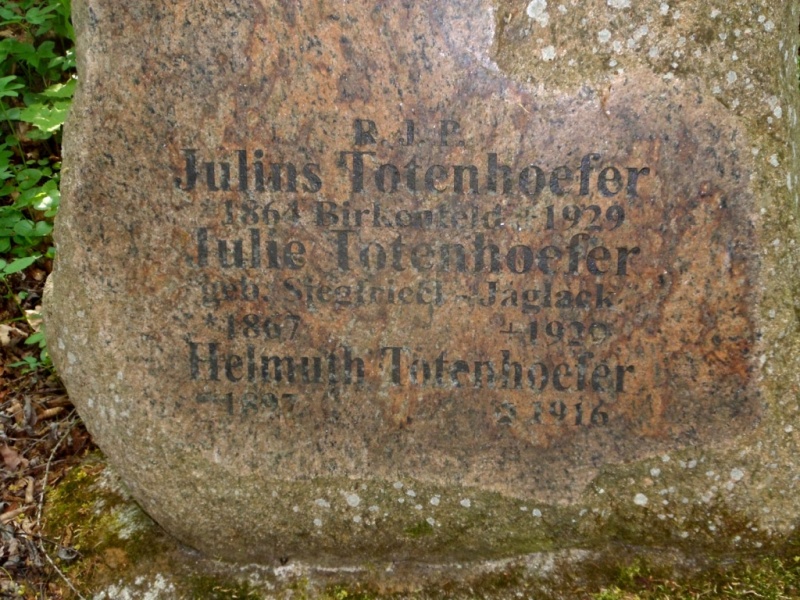 R. J. P.
Julius Totenhoefer
* 1864 Birkenfeld + 1929
Julie Totenhoefer
geb. Siegfried - Jaglack
* 1867 + 1929
Helmuth Totenhoefer
* 1897 1916